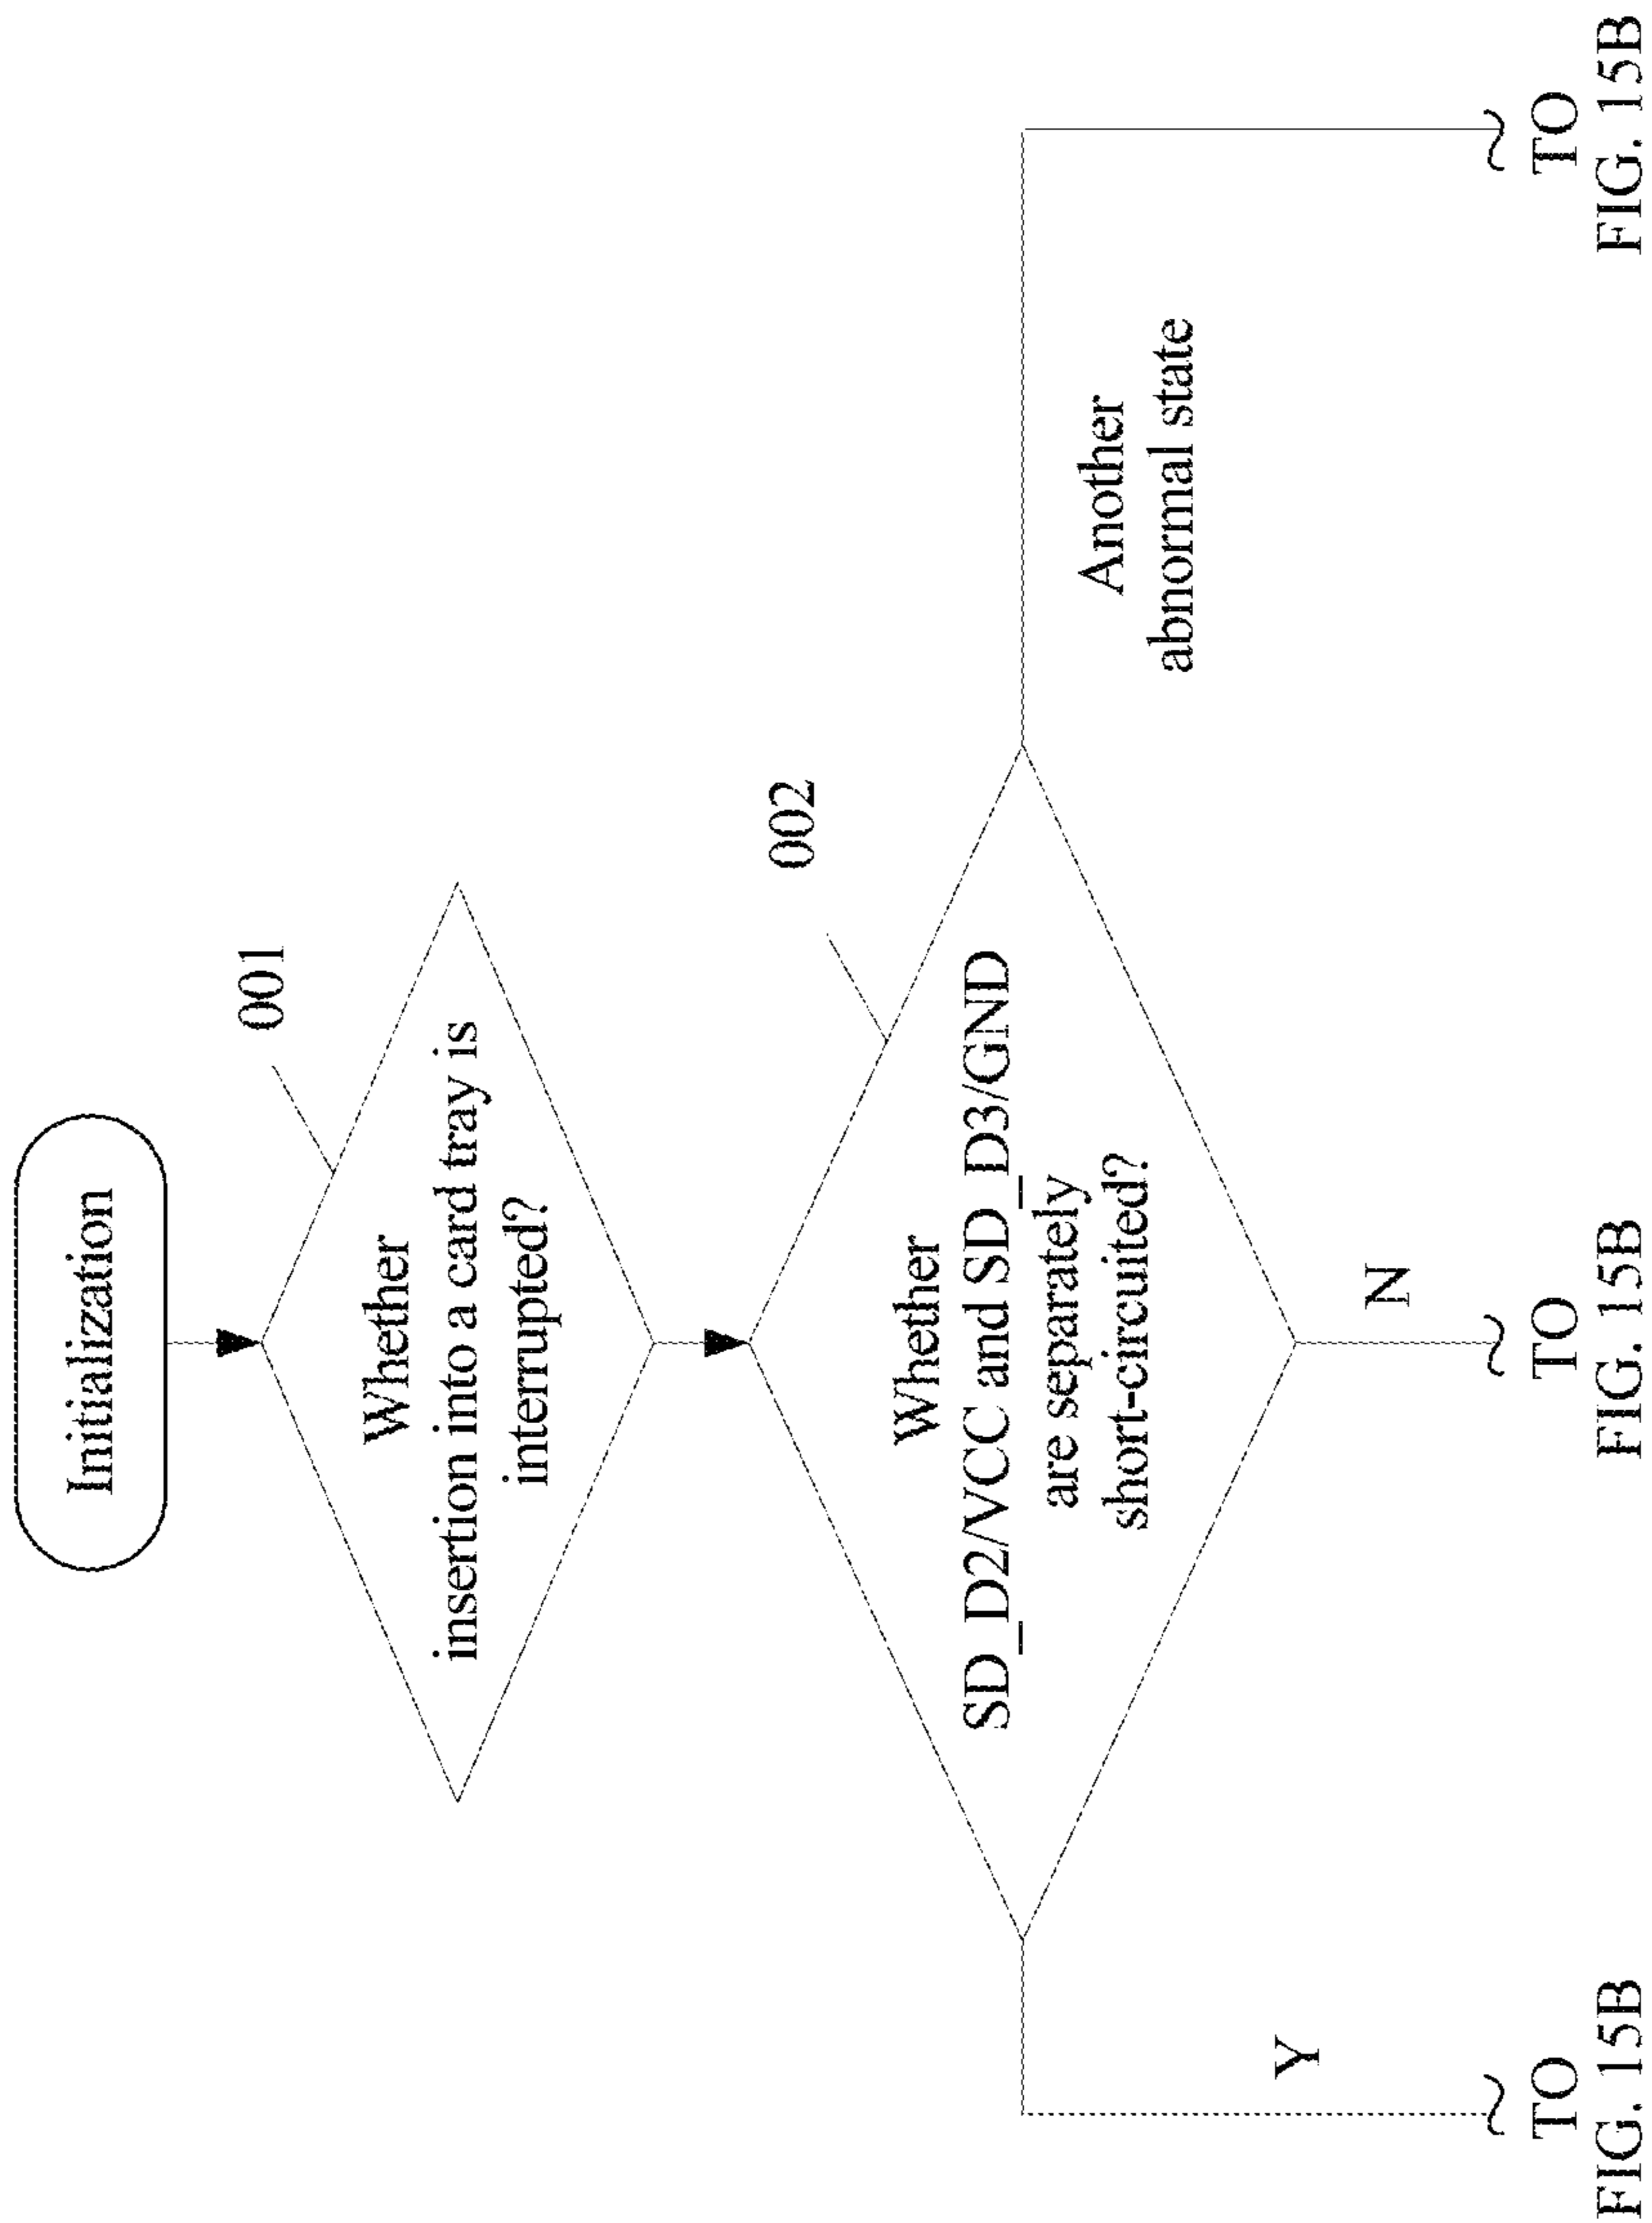 Initialization
001
Whether
insertion into a card tray is
interrupted?
002
Whether
SD_D2/VCC and SD_D3/GND
are separately
short-circuited?
Another
abnormal state
Y
N
TO
FIG. 15B
TO
FIG. 15B
TO
FIG. 15B